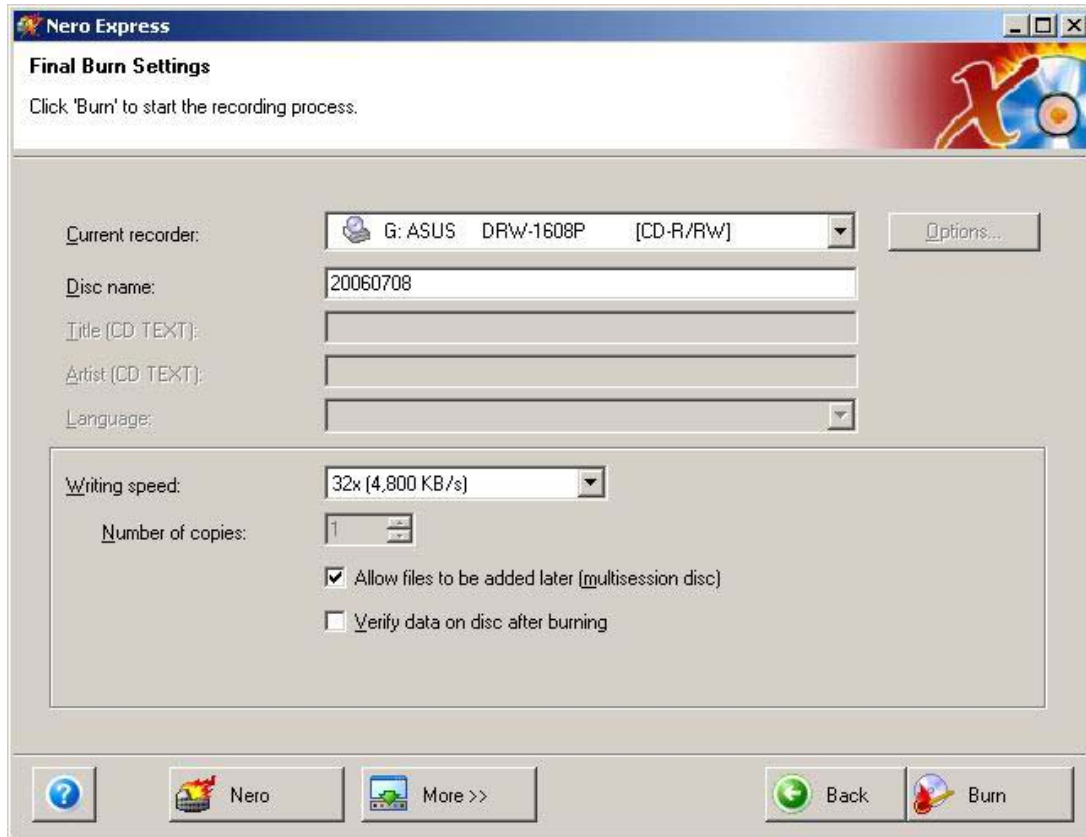 Nero Express
Final Burn Settings
Click 'Burn' to start the recording process.
Current recorder: G: ASUS DRW-1608P [CD-R/RW] Options...
Disc name: 20060708
Title (CD TEXT):
Artist (CD TEXT):
Language:
Writing speed: 32x (4,800 KB/s)
Number of copies: 1
Allow files to be added later (multisession disc)
Verify data on disc after burning
? Nero More >> Back Burn